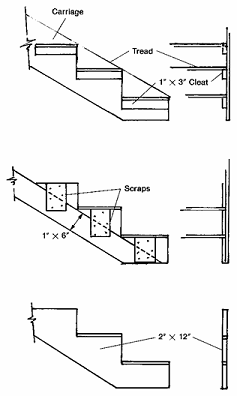 Carriage
Tread
1" × 3" Cleat
Scraps
1" × 6"
2" × 12"